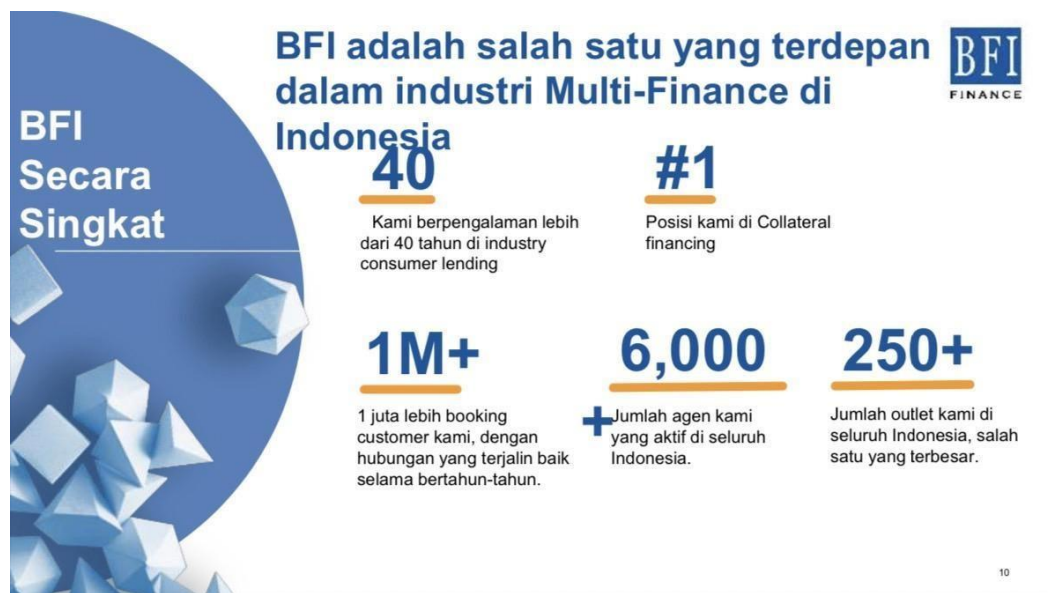 BFI
Secara
Singkat
BFI adalah salah satu yang terdepan
dalam industri Multi-Finance di
Indonesia
BFI
FINANCE
40
Kami berpengalaman lebih
dari 40 tahun di industry
consumer lending
#1
Posisi kami di Collateral
financing
1M+
1 juta lebih booking
customer kami, dengan
hubungan yang terjalin baik
selama bertahun-tahun.
6,000
+
Jumlah agen kami
yang aktif di seluruh
Indonesia.
250+
Jumlah outlet kami di
seluruh Indonesia, salah
satu yang terbesar.
10